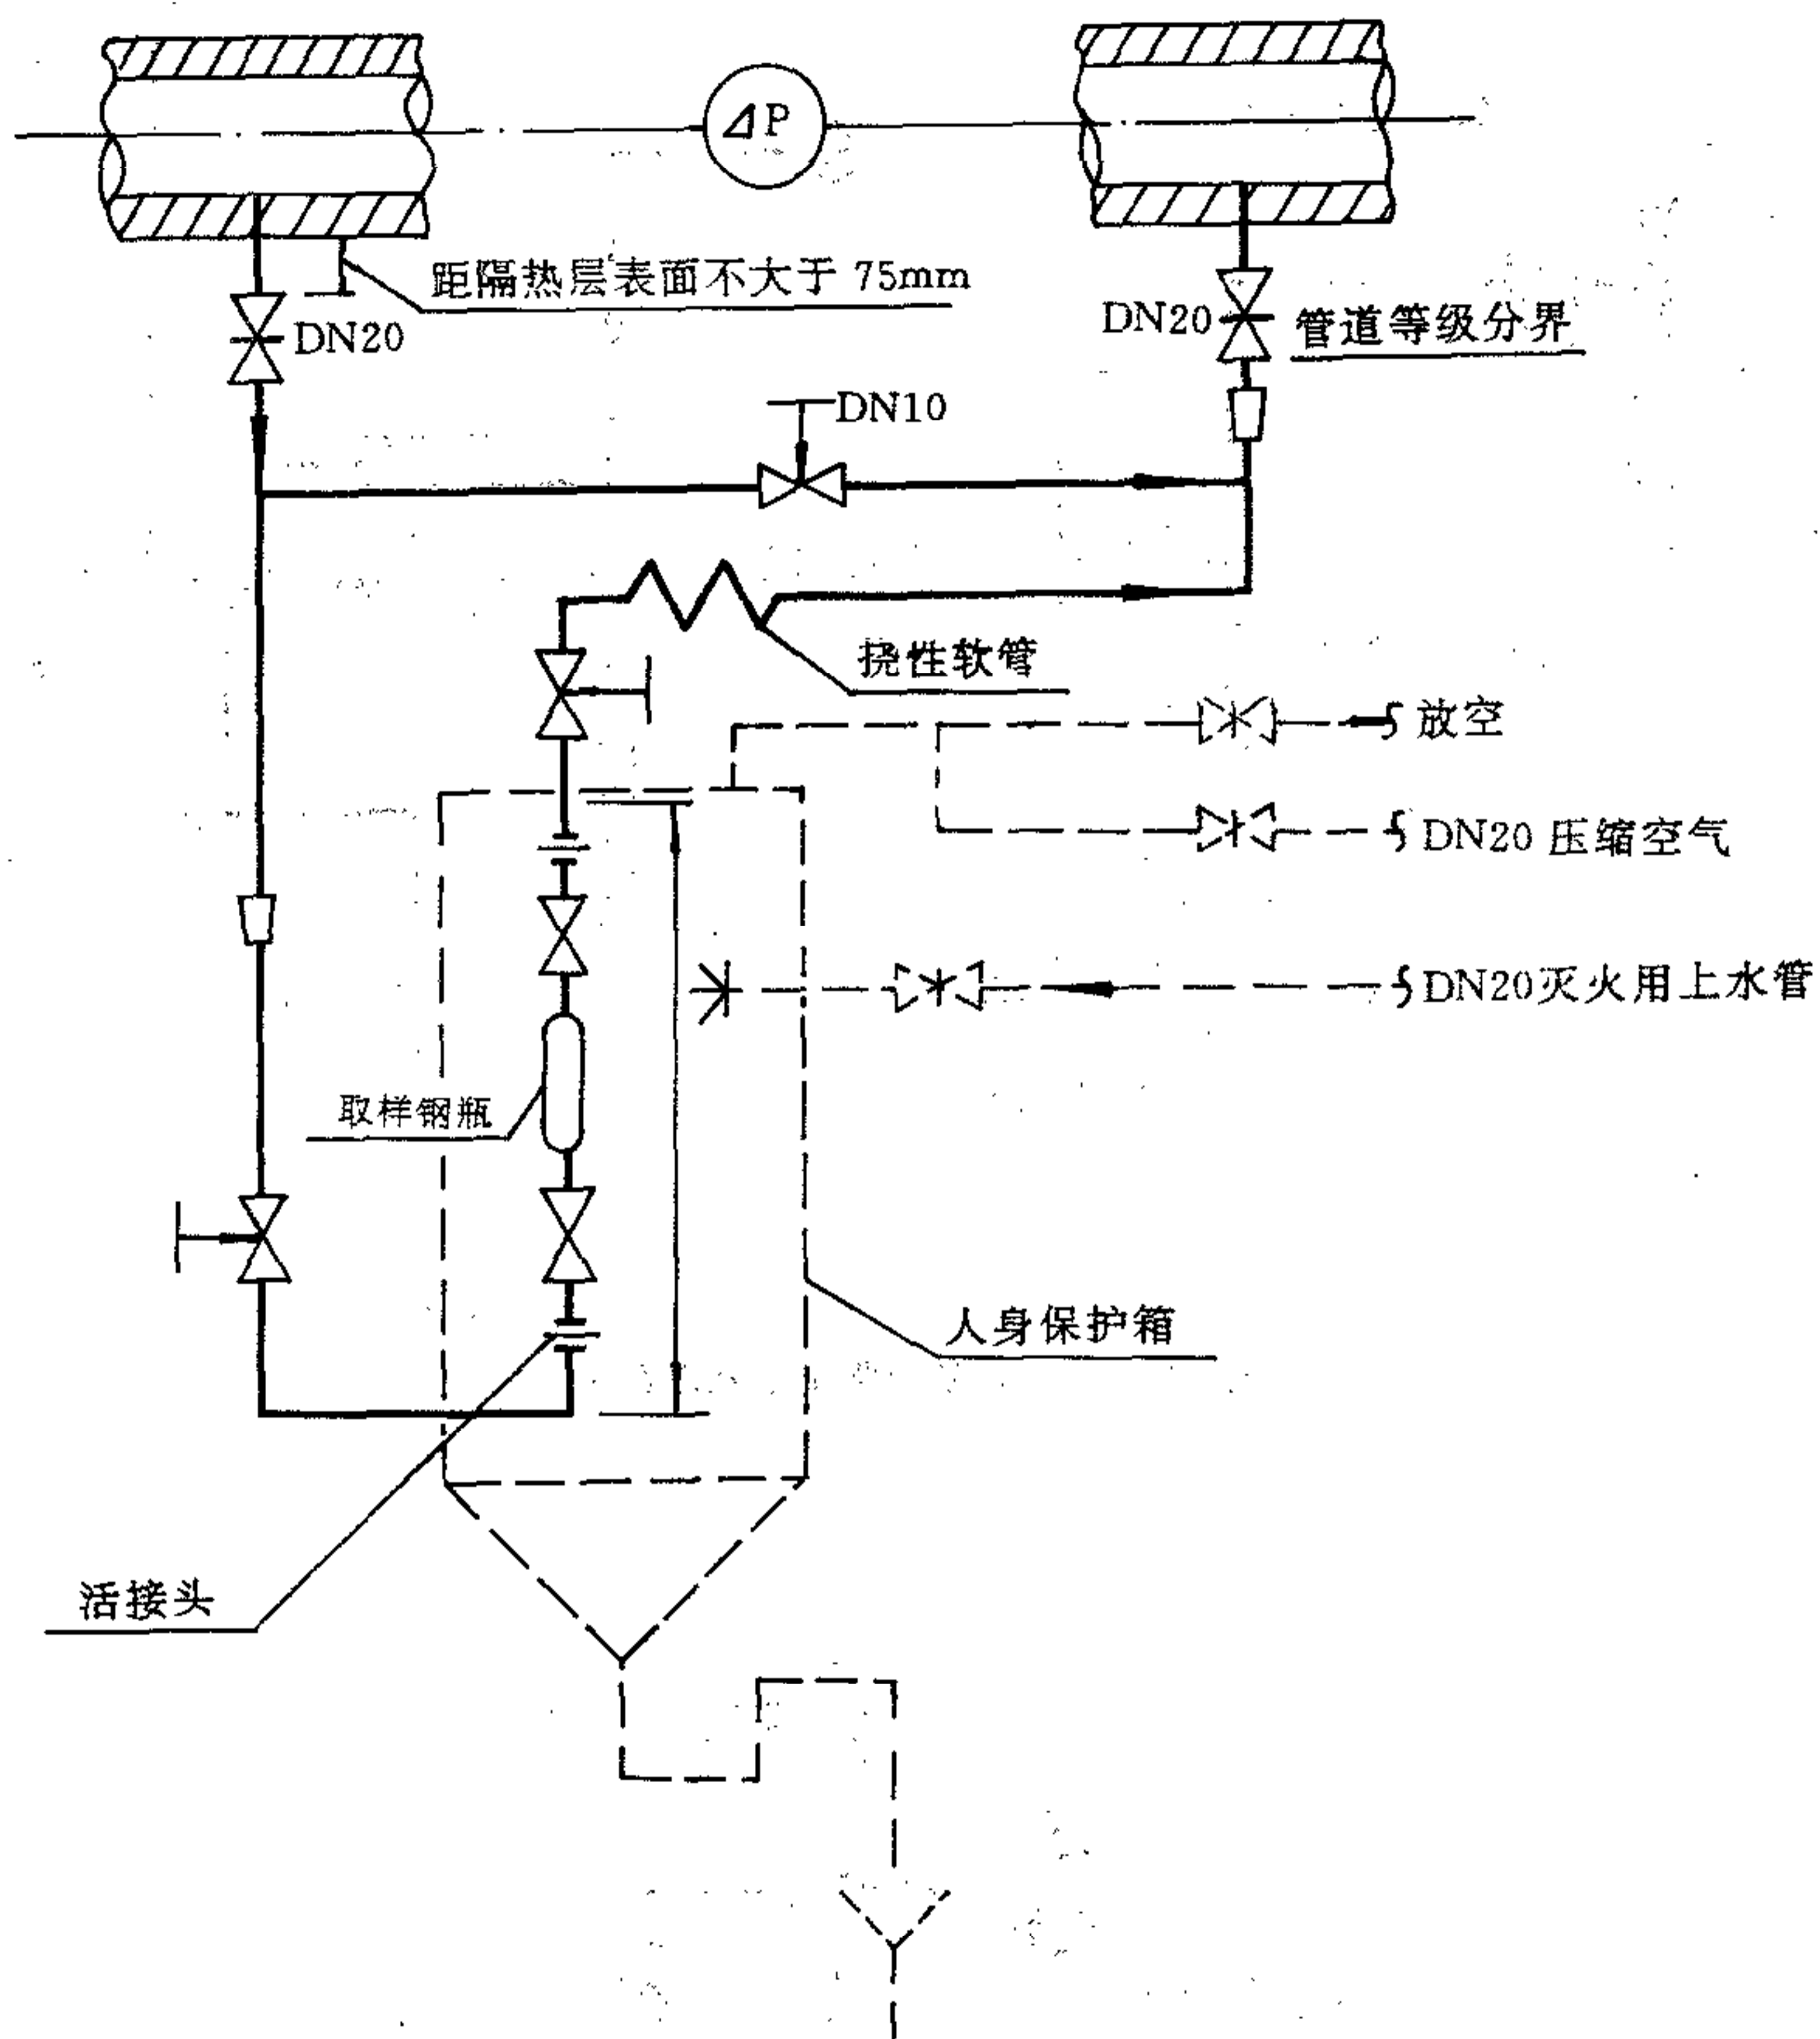 ΔP
距隔热层表面不大于 75mm
DN20
DN20
管道等级分界
DN10
挠性软管
放空
DN20 压缩空气
DN20灭火用上水管
取样钢瓶
人身保护箱
活接头